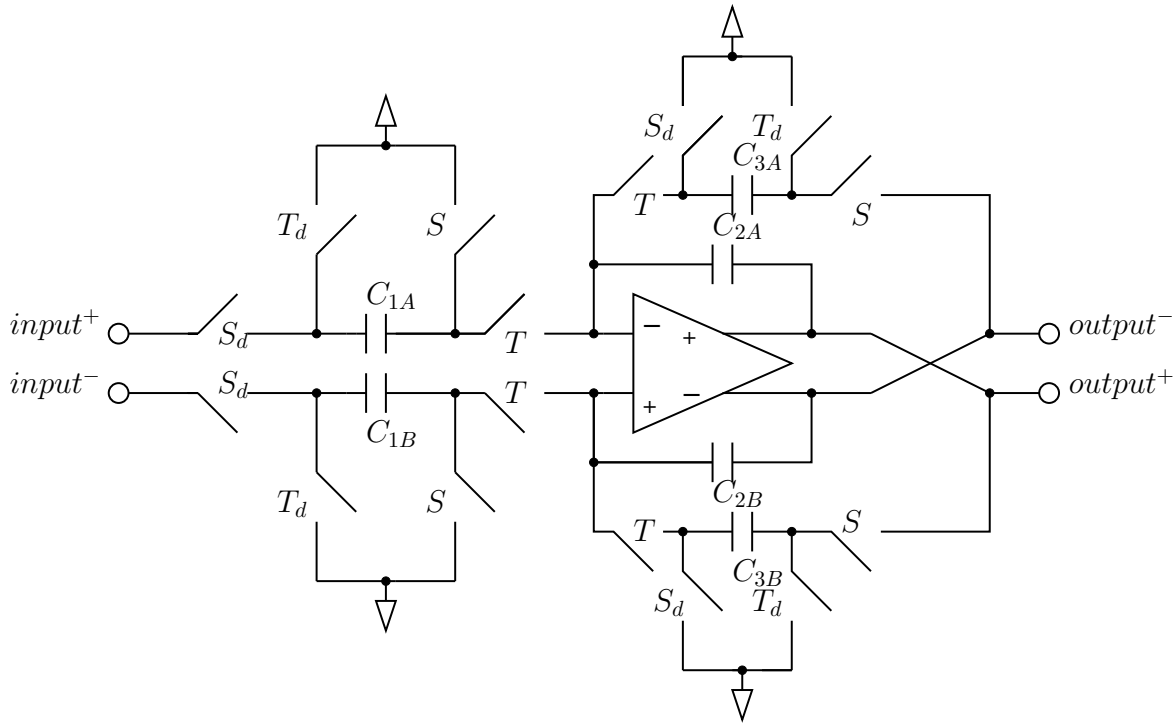 S_d
T_d
C_{3A}
T
S
T_d
S
C_{2A}
C_{1A}
input^+
S_d
T
−
+
output^-
input^-
S_d
T
+
−
output^+
C_{1B}
T_d
S
C_{2B}
T
S
C_{3B}
S_d
T_d